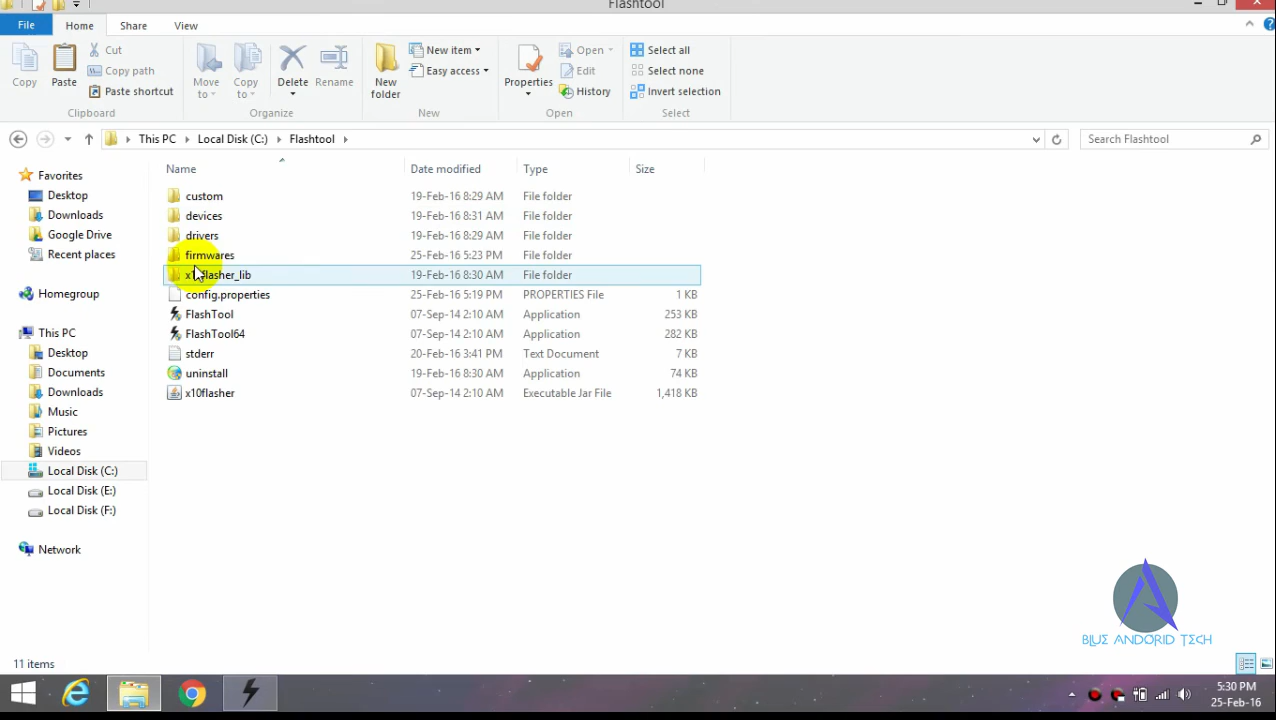 Flashtool
File Home Share View
Copy Paste Cut Copy path Paste shortcut Clipboard
Move to Copy to Delete Rename Organize
New folder New item Easy access New
Properties Open Edit History Open
Select all Select none Invert selection Select
This PC Local Disk (C:) Flashtool
Search Flashtool
Favorites
Desktop
Downloads
Google Drive
Recent places
Homegroup
This PC
Desktop
Documents
Downloads
Music
Pictures
Videos
Local Disk (C:)
Local Disk (E:)
Local Disk (F:)
Network
Name Date modified Type Size
custom 19-Feb-16 8:29 AM File folder
devices 19-Feb-16 8:31 AM File folder
drivers 19-Feb-16 8:29 AM File folder
firmwares 25-Feb-16 5:23 PM File folder
x10flasher_lib 19-Feb-16 8:30 AM File folder
config.properties 25-Feb-16 5:19 PM PROPERTIES File 1 KB
FlashTool 07-Sep-14 2:10 AM Application 253 KB
FlashTool64 07-Sep-14 2:10 AM Application 282 KB
stderr 20-Feb-16 3:41 PM Text Document 7 KB
uninstall 19-Feb-16 8:30 AM Application 74 KB
x10flasher 07-Sep-14 2:10 AM Executable Jar File 1,418 KB
BLUE ANDORID TECH
11 items
5:30 PM
25-Feb-16